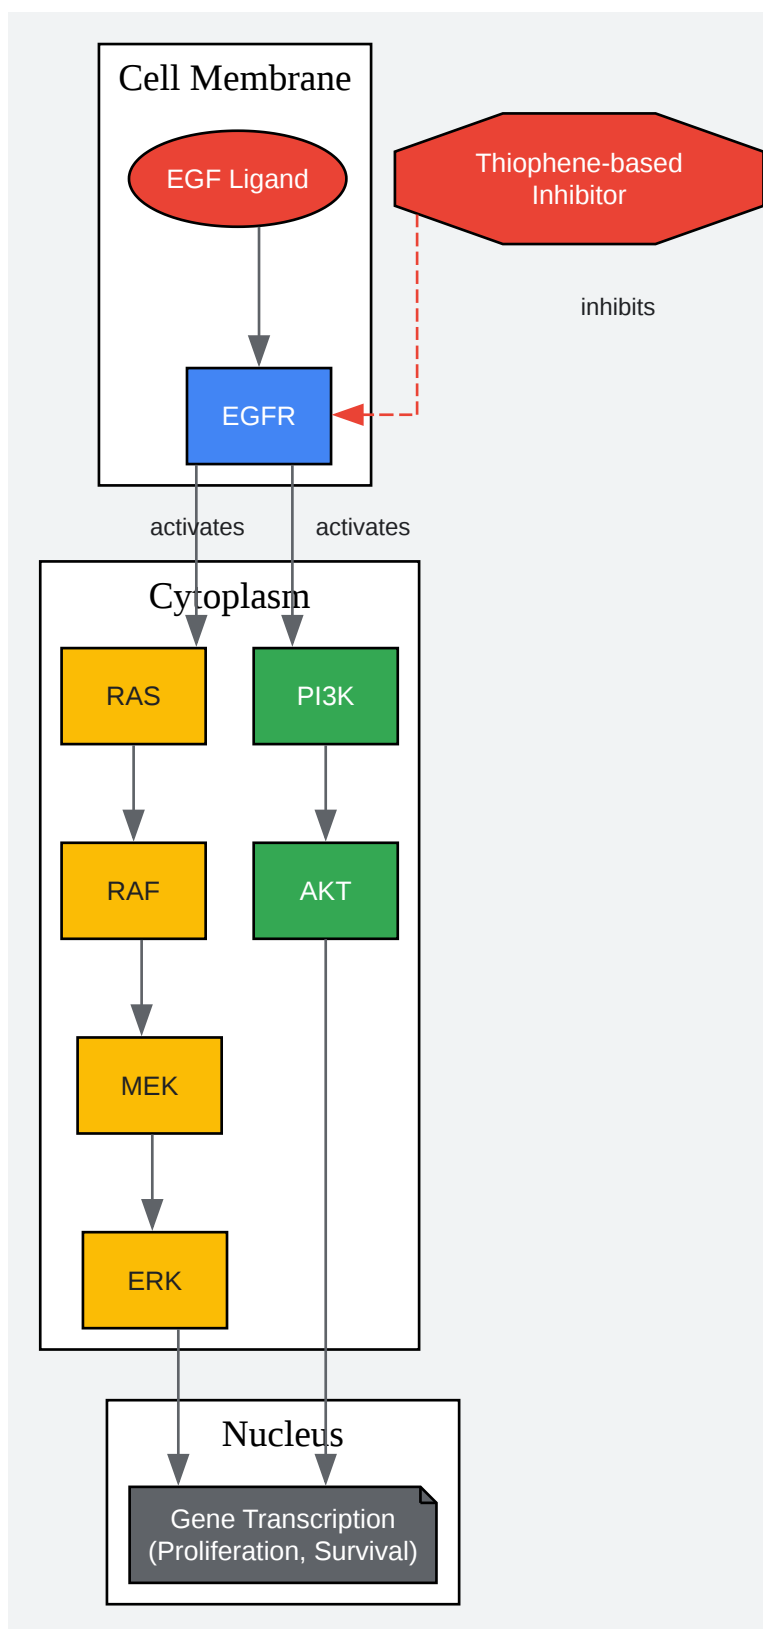 Cell Membrane
EGF Ligand
Thiophene-based
Inhibitor
inhibits
EGFR
activates
activates
Cytoplasm
RAS
PI3K
RAF
AKT
MEK
ERK
Nucleus
Gene Transcription
(Proliferation, Survival)